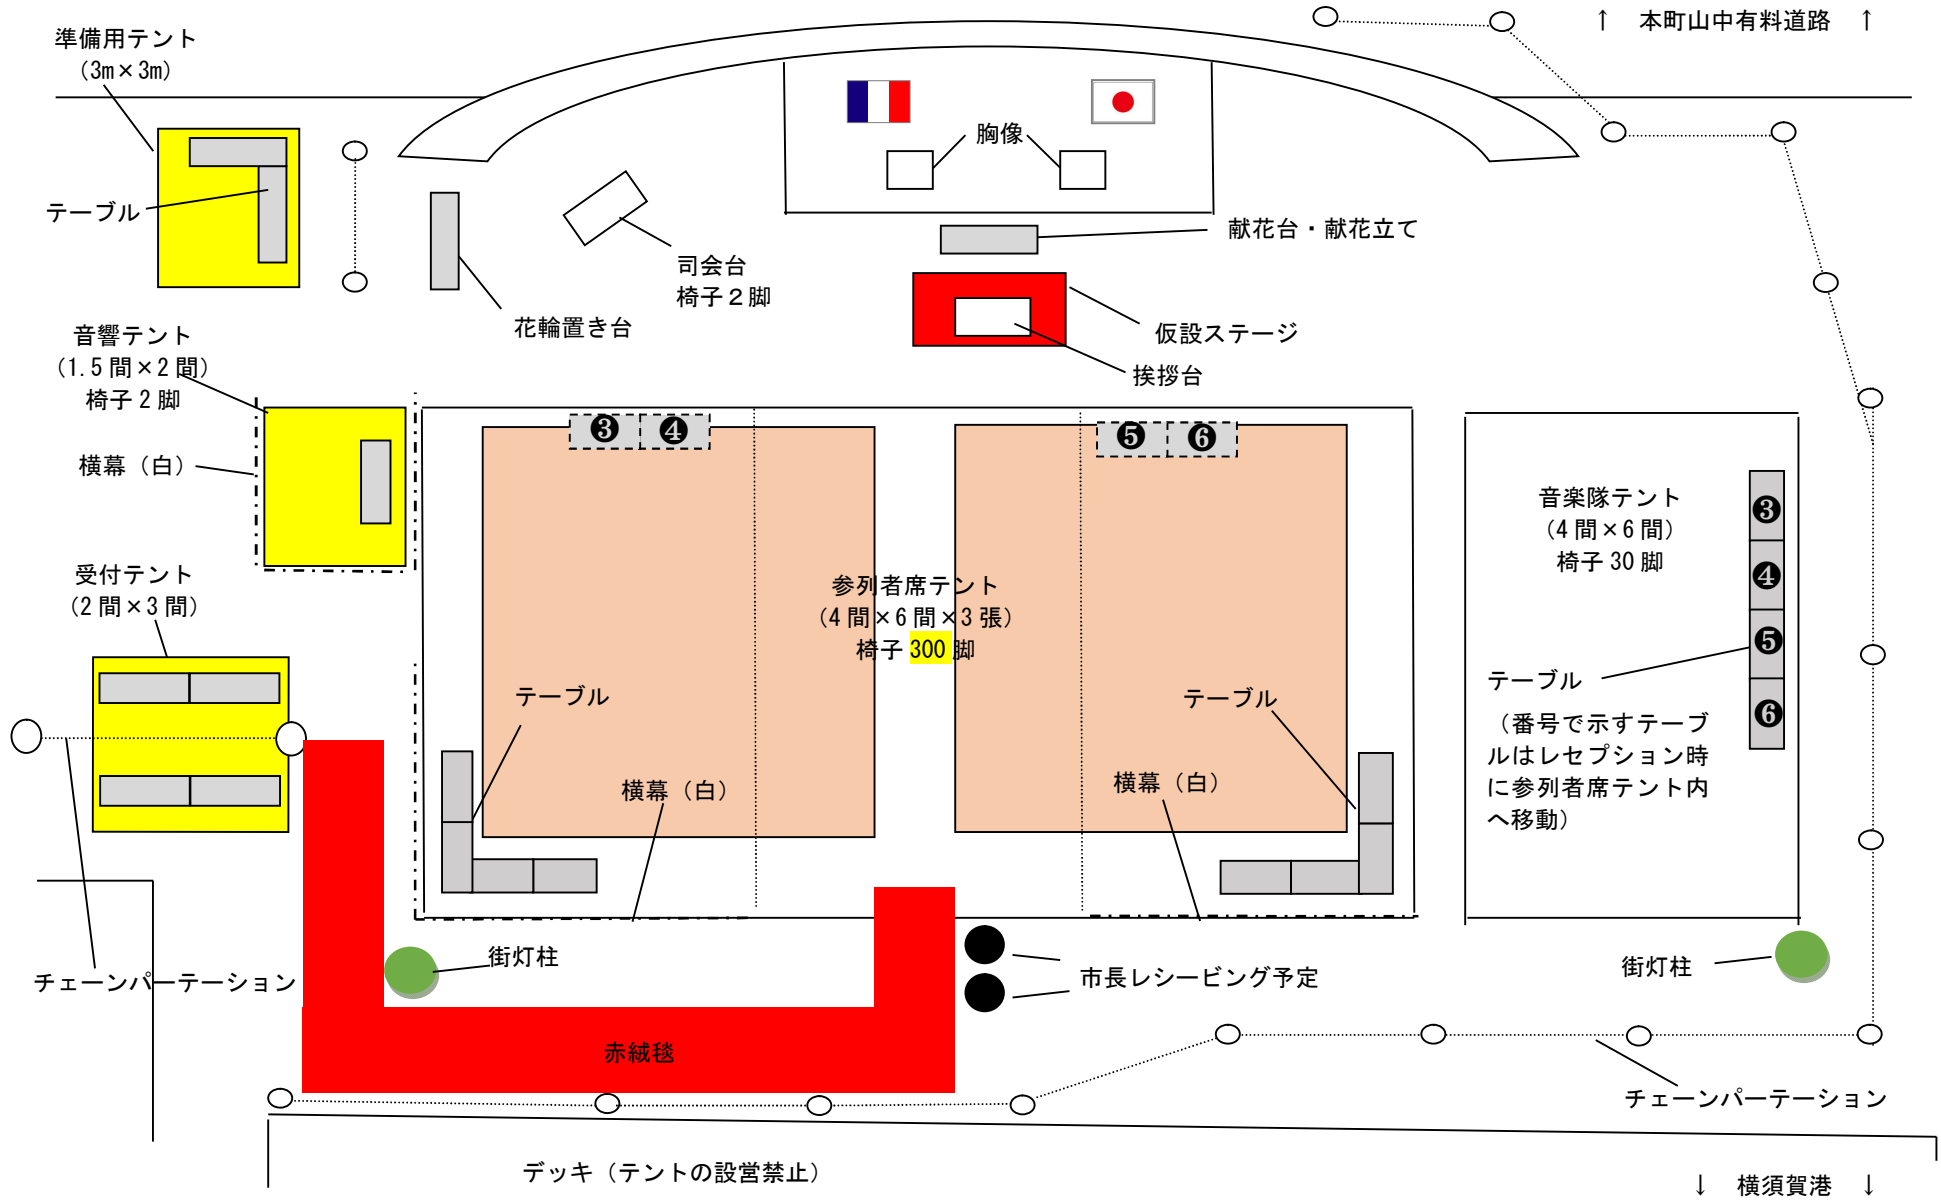 ↑　本町山中有料道路　↑
準備用テント
（3m×3m）
胸像
テーブル
献花台・献花立て
司会台
椅子２脚
花輪置き台
仮設ステージ
挨拶台
音響テント
（1.5間×2間）
椅子2脚
横幕（白）
❸ ❹
❺ ❻
音楽隊テント
（4間×6間）
椅子30脚
❸
❹
❺
❻
受付テント
（2間×3間）
参列者席テント
（4間×6間×3張）
椅子300脚
テーブル
テーブル
テーブル
（番号で示すテーブ
ルはレセプション時
に参列者席テント内
へ移動）
横幕（白）
横幕（白）
街灯柱
市長レシービング予定
街灯柱
チェーンパーテーション
赤絨毯
チェーンパーテーション
デッキ（テントの設営禁止）
↓　横須賀港　↓